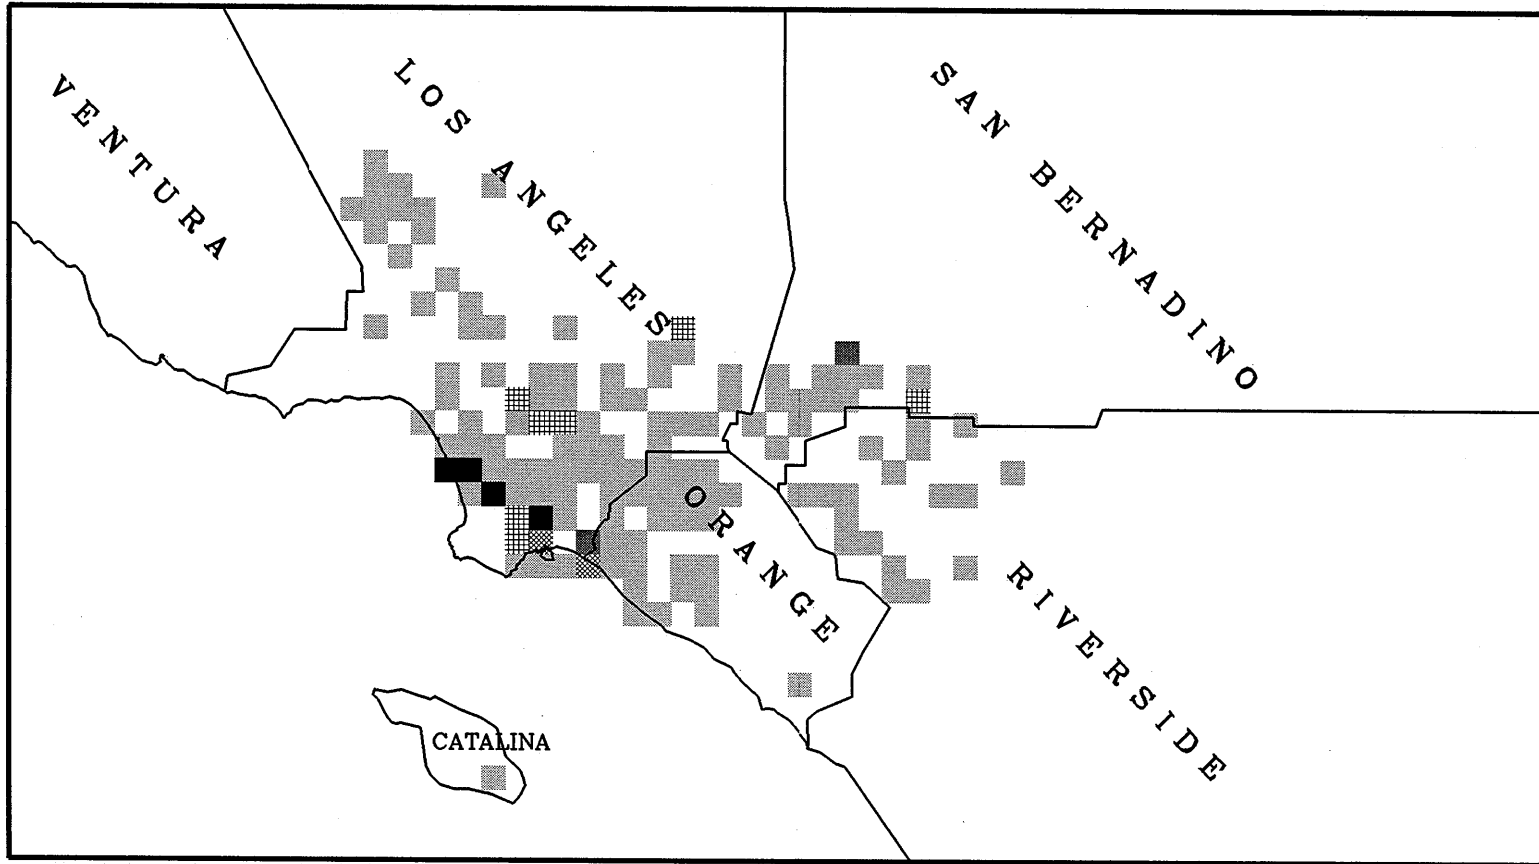 VENTURA
LOS ANGELES
SAN BERNADINO
ORANGE
RIVERSIDE
CATALINA